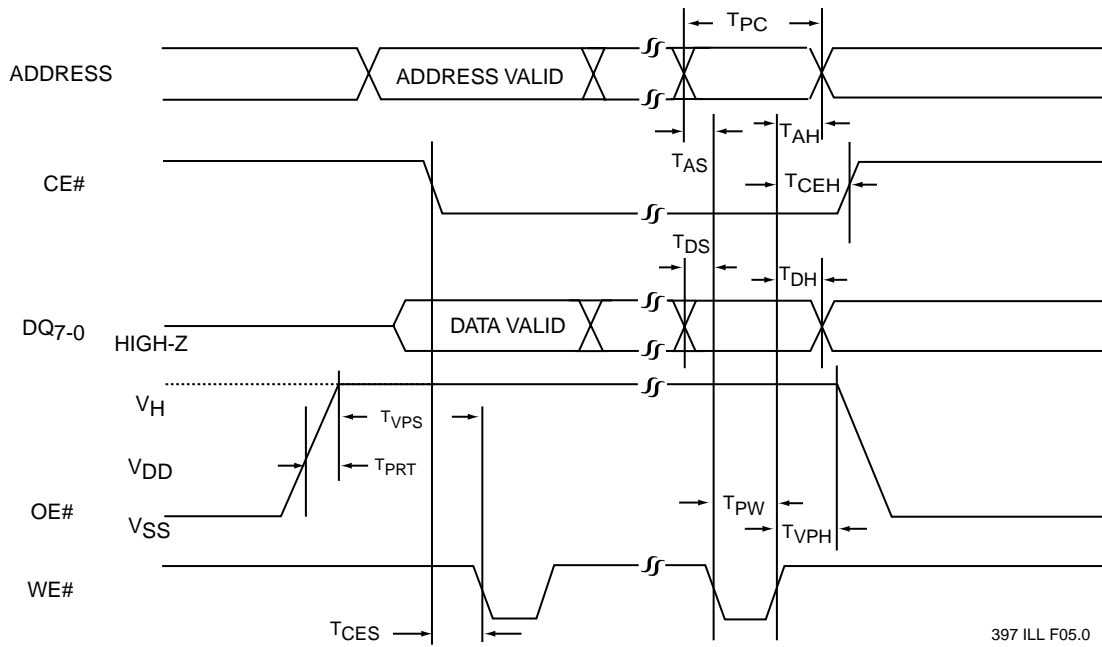 TPC
ADDRESS
ADDRESS VALID
TAH
TAS
CE#
TCEH
TDS
TDH
DQ7-0
DATA VALID
HIGH-Z
VH
TVPS
VDD
TPRT
OE#
VSS
TPW
TVPH
WE#
TCES
397 ILL F05.0